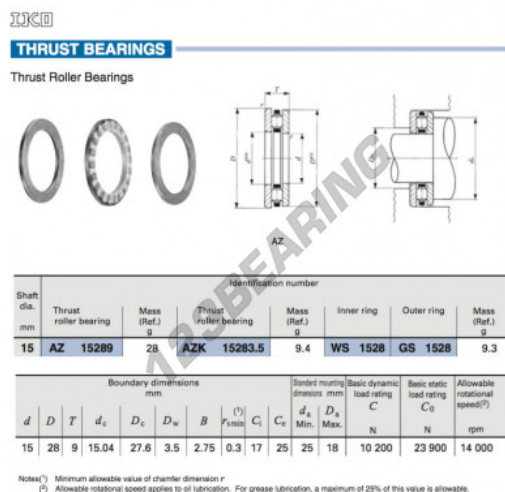 IKO
THRUST BEARINGS
Thrust Roller Bearings
T
r
D
d
AZ
123BEARING
Shaft dia. mm
Identification number
Thrust roller bearing
Mass (Ref.) g
Thrust roller bearing
Mass (Ref.) g
Inner ring
Outer ring
Mass (Ref.) g
15 AZ 15289 28 AZK 15283.5 9.4 WS 1528 GS 1528 9.3
Boundary dimensions mm
Standard mounting dimensions mm
Basic dynamic load rating C N
Basic static load rating C₀ N
Allowable rotational speed(²) rpm
d D T dc Dc Dw B rs min(¹) Ci Ce da Min. Da Max.
15 28 9 15.04 27.6 3.5 2.75 0.3 17 25 25 18 10 200 23 900 14 000
Notes(¹) Minimum allowable value of chamfer dimension r
(²) Allowable rotational speed applies to oil lubrication. For grease lubrication, a maximum of 25% of this value is allowable.